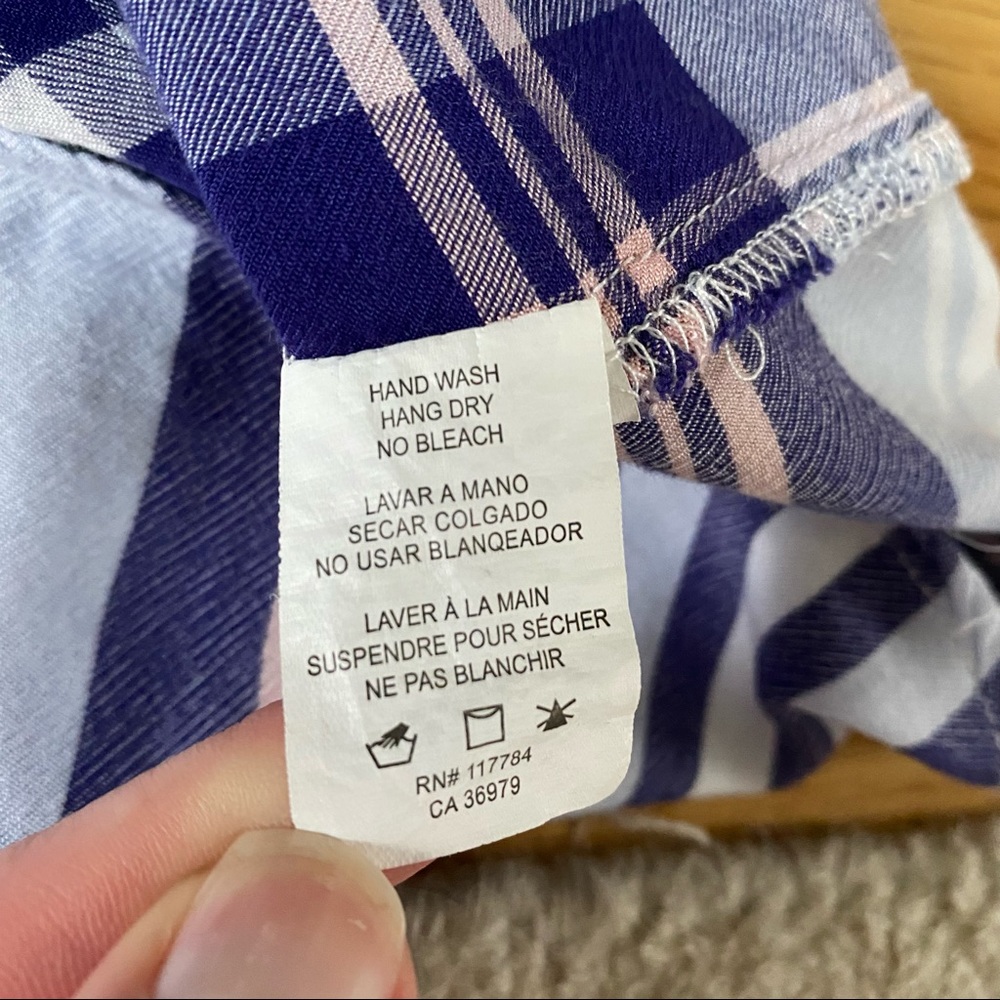 HAND WASH
HANG DRY
NO BLEACH
LAVAR A MANO
SECAR COLGADO
NO USAR BLANQEADOR
LAVER À LA MAIN
SUSPENDRE POUR SÉCHER
NE PAS BLANCHIR
RN# 117784
CA 36979